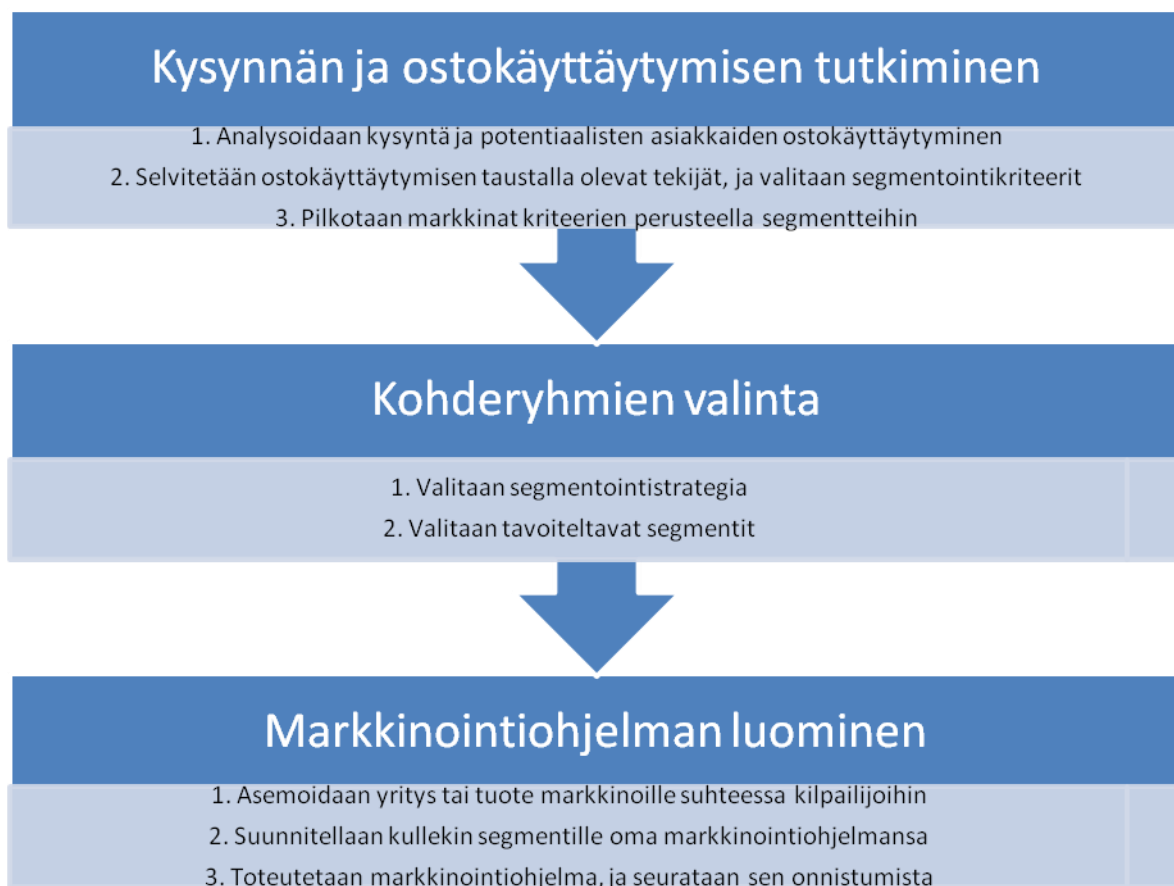 Kysynnän ja ostokäyttäytymisen tutkiminen
1. Analysoidaan kysyntä ja potentiaalisten asiakkaiden ostokäyttäytyminen
2. Selvitetään ostokäyttäytymisen taustalla olevat tekijät, ja valitaan segmentointikriteerit
3. Pilkotaan markkinat kriteerien perusteella segmentteihin
Kohderyhmien valinta
1. Valitaan segmentointistrategia
2. Valitaan tavoiteltavat segmentit
Markkinointiohjelman luominen
1. Asemoidaan yritys tai tuote markkinoille suhteessa kilpailijoihin
2. Suunnitellaan kullekin segmentille oma markkinointiohjelmansa
3. Toteutetaan markkinointiohjelma, ja seurataan sen onnistumista